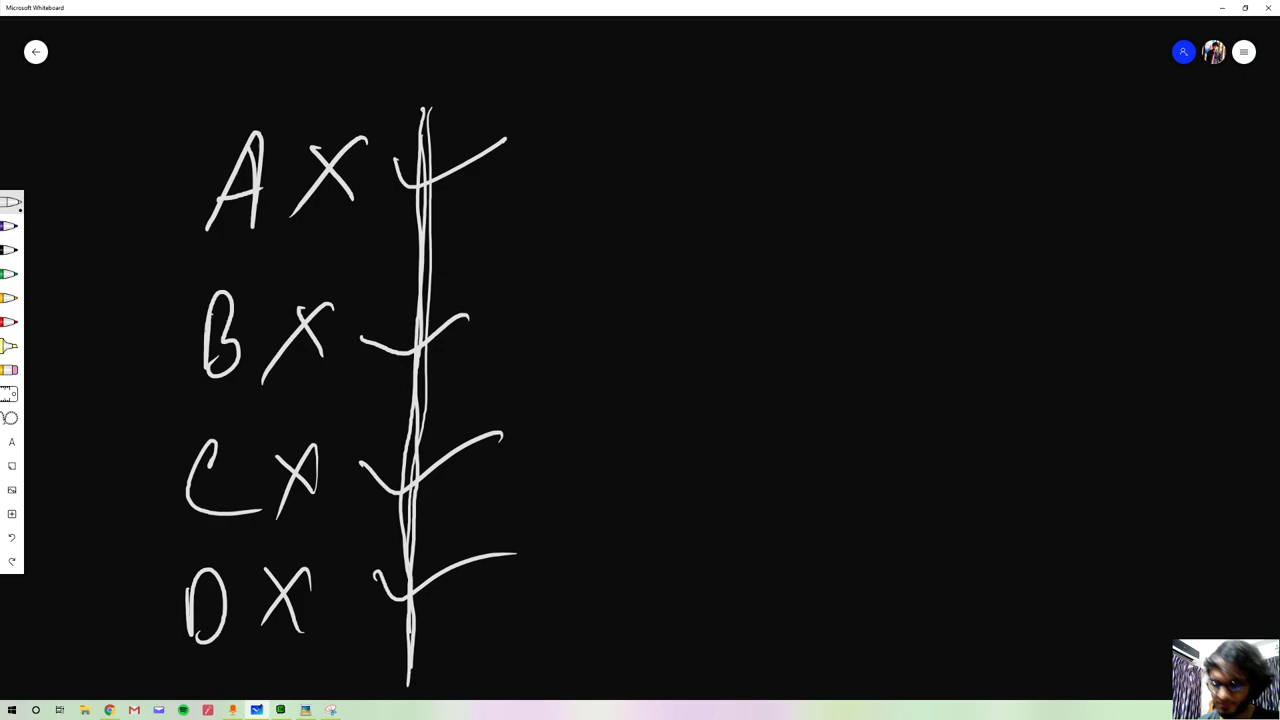 Microsoft Whiteboard
A X ✓
B X ✓
C X ✓
D X ✓
A